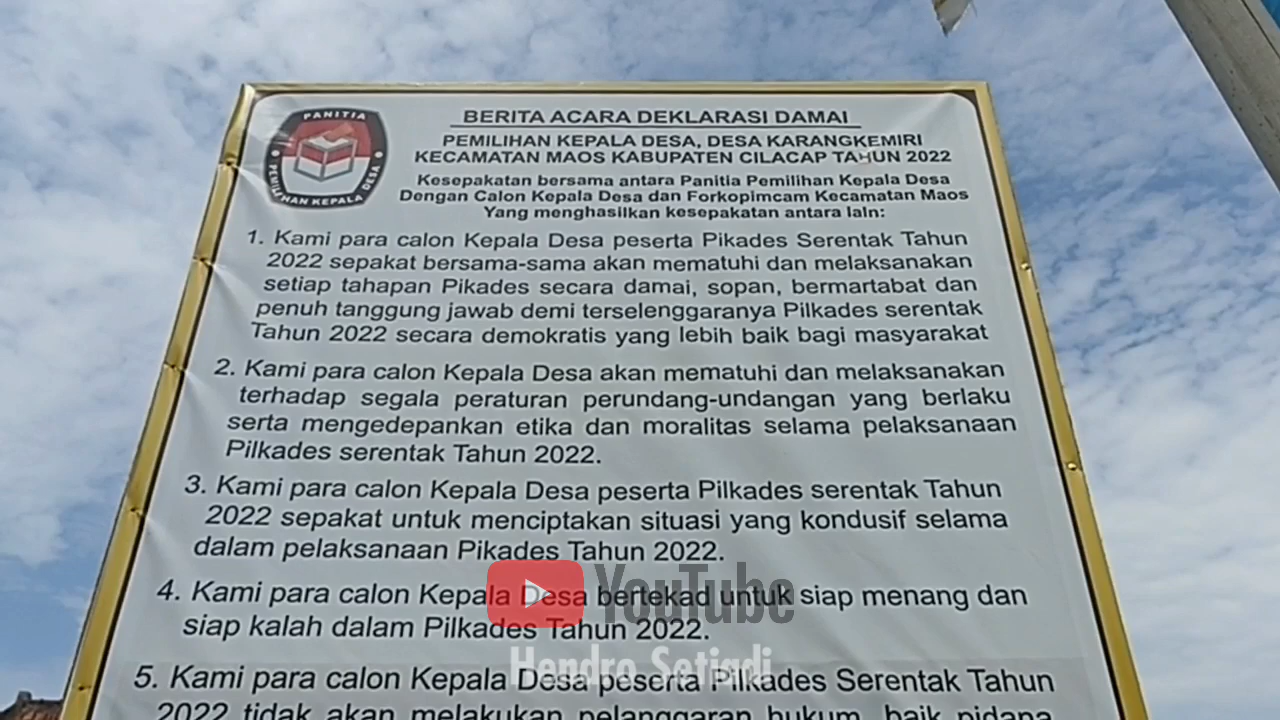 PANITIA
PEMILIHAN KEPALA DESA
BERITA ACARA DEKLARASI DAMAI
PEMILIHAN KEPALA DESA, DESA KARANGKEMIRI
KECAMATAN MAOS KABUPATEN CILACAP TAHUN 2022
Kesepakatan bersama antara Panitia Pemilihan Kepala Desa
Dengan Calon Kepala Desa dan Forkopimcam Kecamatan Maos
Yang menghasilkan kesepakatan antara lain:
1. Kami para calon Kepala Desa peserta Pikades Serentak Tahun
2022 sepakat bersama-sama akan mematuhi dan melaksanakan
setiap tahapan Pikades secara damai, sopan, bermartabat dan
penuh tanggung jawab demi terselenggaranya Pilkades serentak
Tahun 2022 secara demokratis yang lebih baik bagi masyarakat
2. Kami para calon Kepala Desa akan mematuhi dan melaksanakan
terhadap segala peraturan perundang-undangan yang berlaku
serta mengedepankan etika dan moralitas selama pelaksanaan
Pilkades serentak Tahun 2022.
3. Kami para calon Kepala Desa peserta Pilkades serentak Tahun
2022 sepakat untuk menciptakan situasi yang kondusif selama
dalam pelaksanaan Pikades Tahun 2022.
4. Kami para calon Kepala Desa bertekad untuk siap menang dan
siap kalah dalam Pilkades Tahun 2022.
YouTube
Hendro Setiadi
5. Kami para calon Kepala Desa peserta Pilkades Serentak Tahun
2022 tidak akan melakukan pelanggaran hukum, baik pidana